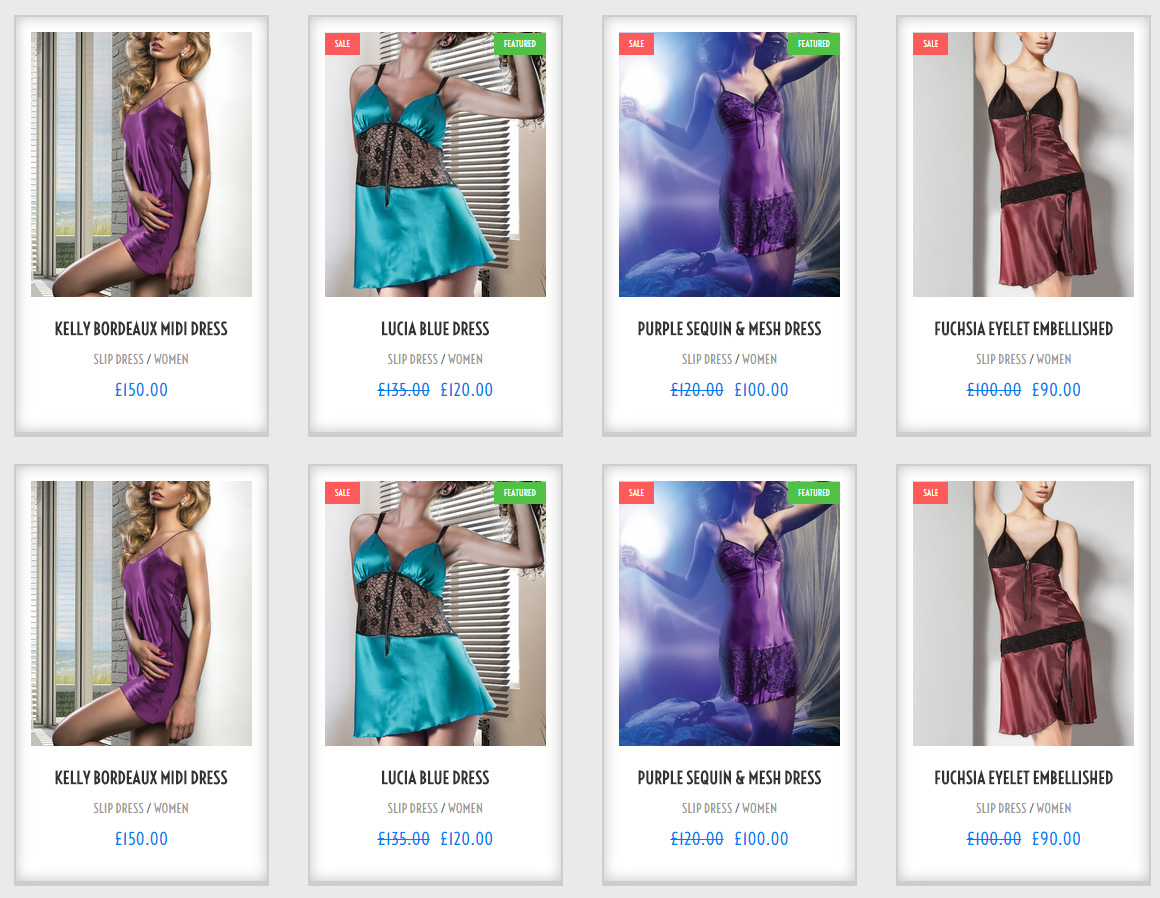 SALE FEATURED SALE FEATURED SALE
KELLY BORDEAUX MIDI DRESS LUCIA BLUE DRESS PURPLE SEQUIN & MESH DRESS FUCHSIA EYELET EMBELLISHED
SLIP DRESS / WOMEN SLIP DRESS / WOMEN SLIP DRESS / WOMEN SLIP DRESS / WOMEN
£150.00 £135.00 £120.00 £120.00 £100.00 £100.00 £90.00
SALE FEATURED SALE FEATURED SALE
KELLY BORDEAUX MIDI DRESS LUCIA BLUE DRESS PURPLE SEQUIN & MESH DRESS FUCHSIA EYELET EMBELLISHED
SLIP DRESS / WOMEN SLIP DRESS / WOMEN SLIP DRESS / WOMEN SLIP DRESS / WOMEN
£150.00 £135.00 £120.00 £120.00 £100.00 £100.00 £90.00